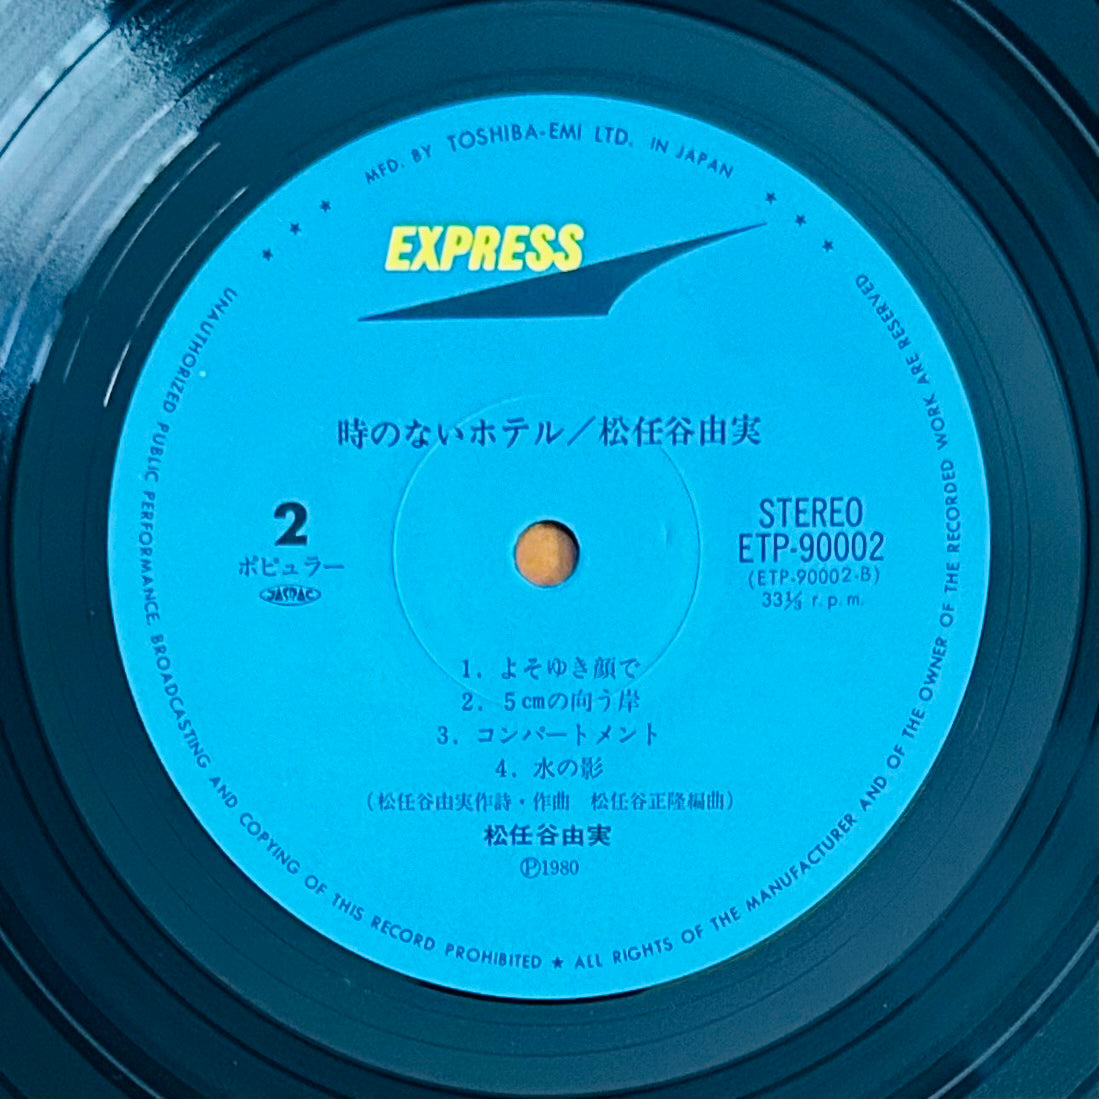 MFD. BY TOSHIBA-EMI LTD. IN JAPAN
EXPRESS
時のないホテル／松任谷由実
2
ポピュラー
JASRAC
STEREO
ETP-90002
(ETP-90002-B)
33⅓ r.p.m.
1. よそゆき顔で
2. 5cmの向う岸
3. コンパートメント
4. 水の影
(松任谷由実作詩・作曲 松任谷正隆編曲)
松任谷由実
Ⓟ1980
UNAUTHORIZED PUBLIC PERFORMANCE, BROADCASTING AND COPYING OF THIS RECORD PROHIBITED ★ ALL RIGHTS OF THE MANUFACTURER AND OF THE OWNER OF THE RECORDED WORK ARE RESERVED